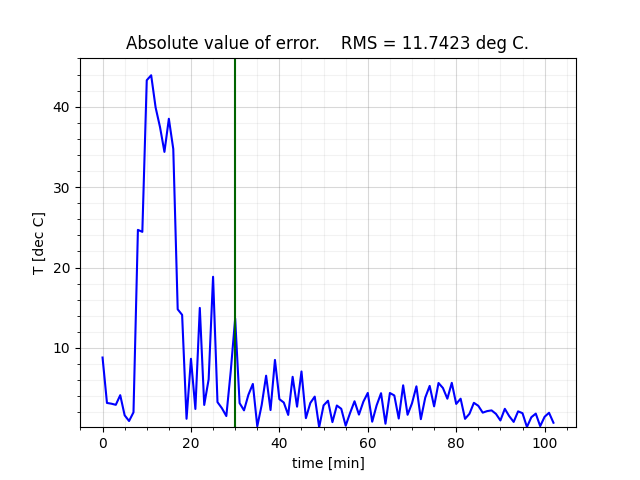 Absolute value of error.    RMS = 11.7423 deg C.
40
30
20
10
T [dec C]
0 20 40 60 80 100
time [min]